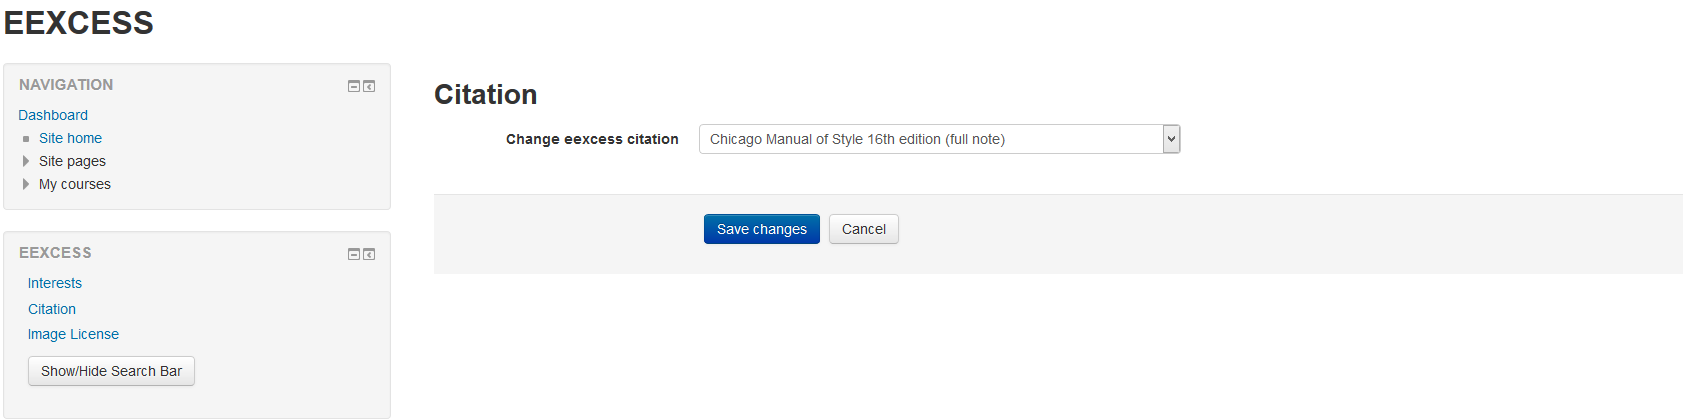 EEXCESS
NAVIGATION
Dashboard
Site home
Site pages
My courses
EEXCESS
Interests
Citation
Image License
Show/Hide Search Bar
Citation
Change eexcess citation Chicago Manual of Style 16th edition (full note)
Save changes Cancel